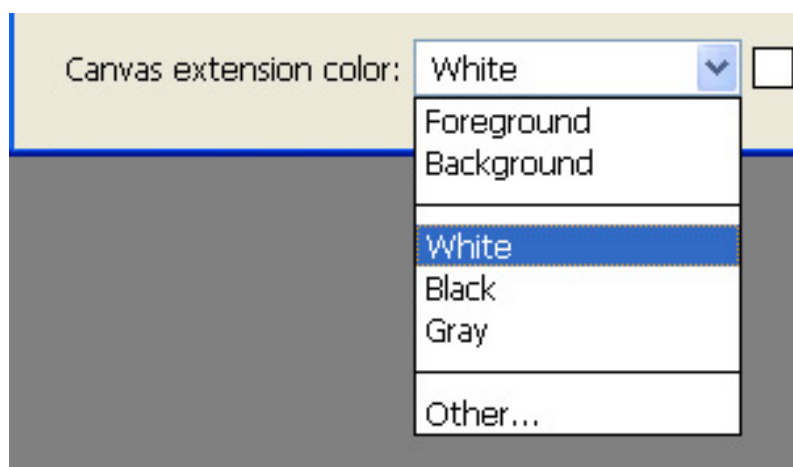 Canvas extension color: White
Foreground
Background
White
Black
Gray
Other...